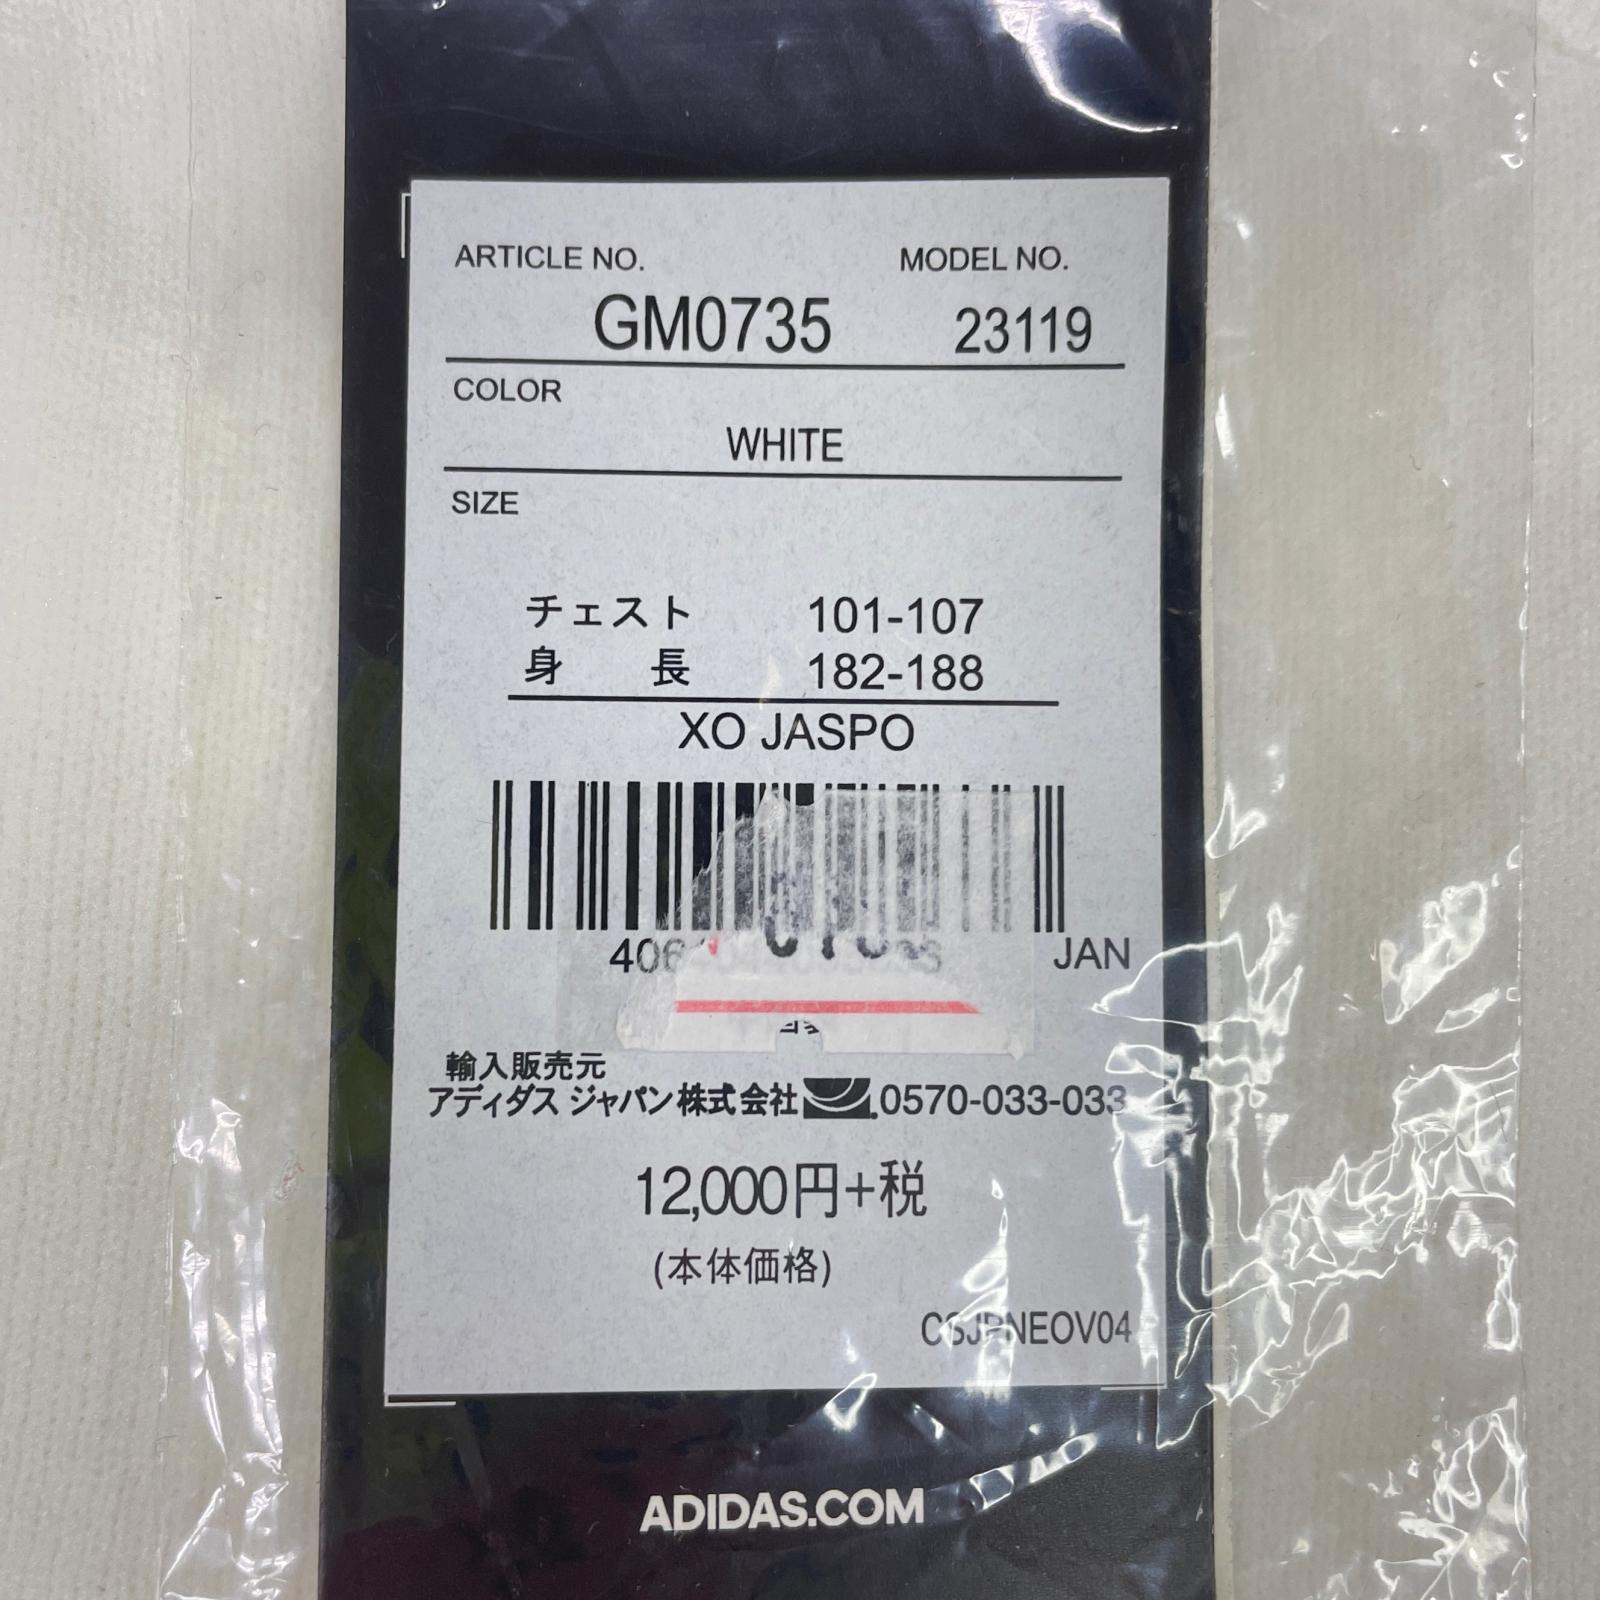 ARTICLE NO. MODEL NO.
GM0735 23119
COLOR
WHITE
SIZE
チェスト 101-107
身長 182-188
XO JASPO
JAN
輸入販売元
アディダス ジャパン株式会社 0570-033-033
12,000円+税
(本体価格)
CSJPNEOV04
ADIDAS.COM